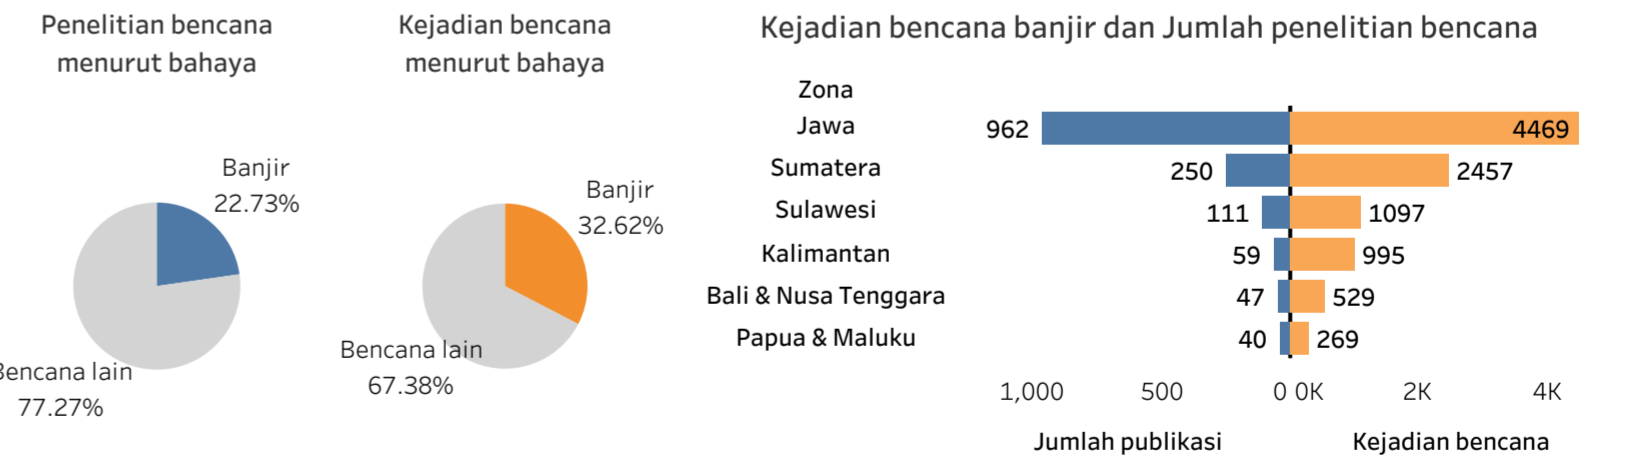 Penelitian bencana
menurut bahaya
Banjir
22.73%
Bencana lain
77.27%
Kejadian bencana
menurut bahaya
Banjir
32.62%
Bencana lain
67.38%
Kejadian bencana banjir dan Jumlah penelitian bencana
Zona
Jawa 962 4469
Sumatera 250 2457
Sulawesi 111 1097
Kalimantan 59 995
Bali & Nusa Tenggara 47 529
Papua & Maluku 40 269
1,000 500 0 0K 2K 4K
Jumlah publikasi Kejadian bencana